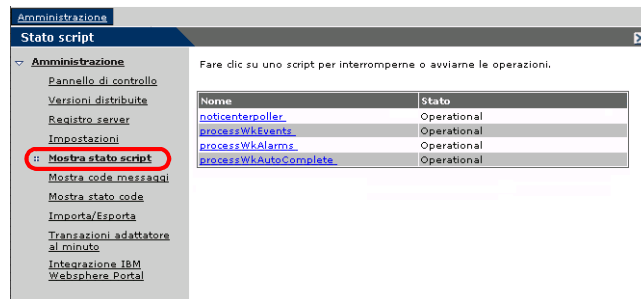 Amministrazione
Stato script
Amministrazione
Pannello di controllo
Versioni distribuite
Registro server
Impostazioni
Mostra stato script
Mostra code messaggi
Mostra stato code
Importa/Esporta
Transazioni adattatore
al minuto
Integrazione IBM
Websphere Portal
Fare clic su uno script per interromperne o avviarne le operazioni.
Nome Stato
noticenterpoller Operational
processWkEvents Operational
processWkAlarms Operational
processWkAutoComplete Operational